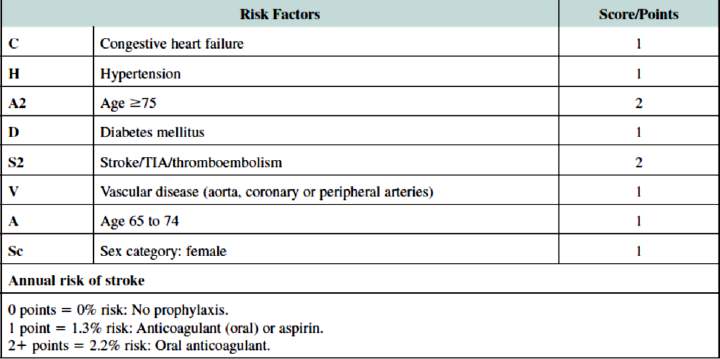 Risk Factors Score/Points
C Congestive heart failure 1
H Hypertension 1
A2 Age ≥75 2
D Diabetes mellitus 1
S2 Stroke/TIA/thromboembolism 2
V Vascular disease (aorta, coronary or peripheral arteries) 1
A Age 65 to 74 1
Sc Sex category: female 1
Annual risk of stroke
0 points = 0% risk: No prophylaxis.
1 point = 1.3% risk: Anticoagulant (oral) or aspirin.
2+ points = 2.2% risk: Oral anticoagulant.